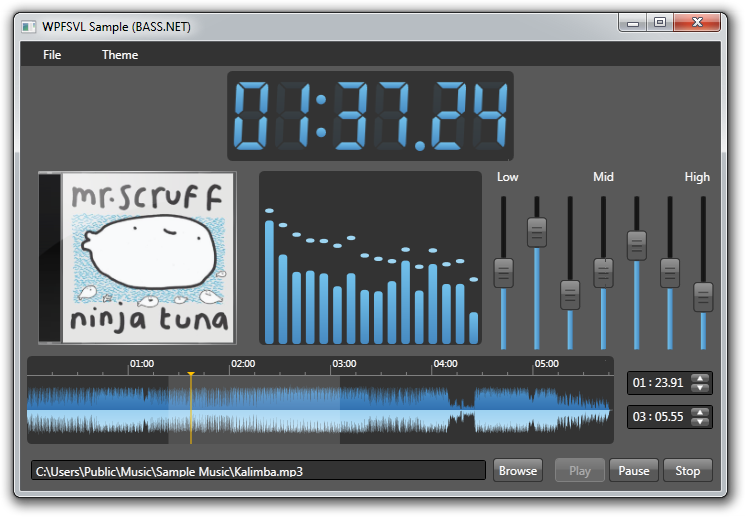 WPFSVL Sample (BASS.NET)
File Theme
01:37.24
mr.scruff
ninja tuna
Low Mid High
01:00 02:00 03:00 04:00 05:00
01 : 23.91
03 : 05.55
C:\Users\Public\Music\Sample Music\Kalimba.mp3
Browse Play Pause Stop